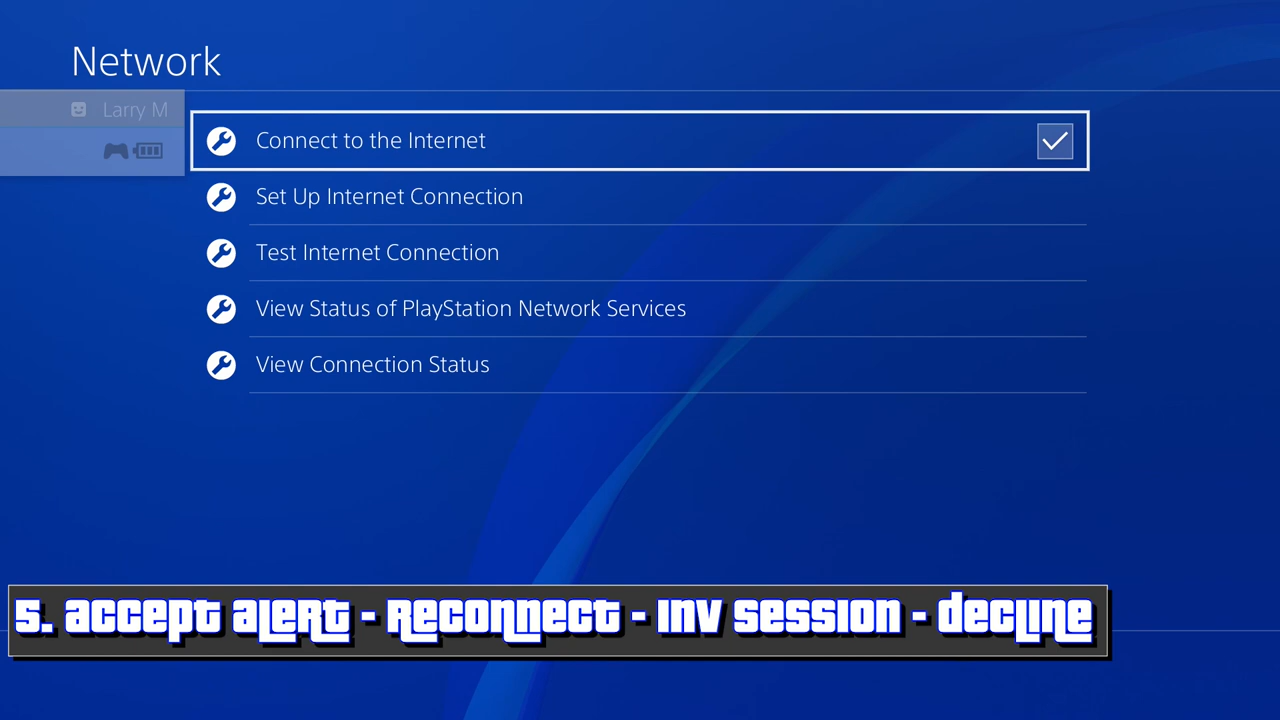 Network
Larry M
Connect to the Internet
Set Up Internet Connection
Test Internet Connection
View Status of PlayStation Network Services
View Connection Status
5. accept alert - Reconnect - inv session - decline